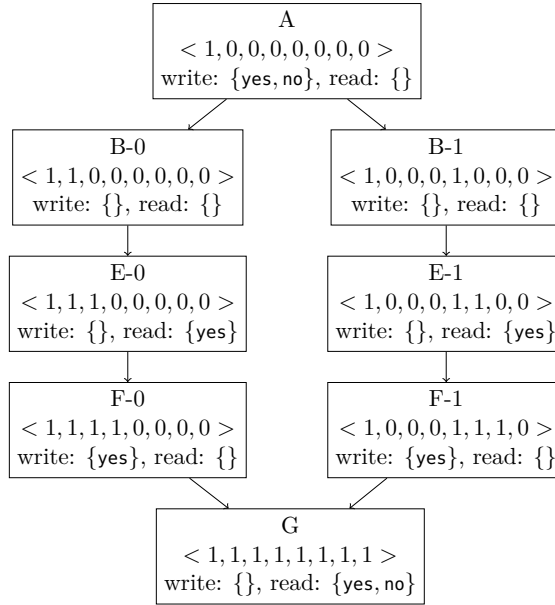 A
< 1, 0, 0, 0, 0, 0, 0, 0 >
write: {yes, no}, read: {}
B-0
< 1, 1, 0, 0, 0, 0, 0, 0 >
write: {}, read: {}
B-1
< 1, 0, 0, 0, 1, 0, 0, 0 >
write: {}, read: {}
E-0
< 1, 1, 1, 0, 0, 0, 0, 0 >
write: {}, read: {yes}
E-1
< 1, 0, 0, 0, 1, 1, 0, 0 >
write: {}, read: {yes}
F-0
< 1, 1, 1, 1, 0, 0, 0, 0 >
write: {yes}, read: {}
F-1
< 1, 0, 0, 0, 1, 1, 1, 0 >
write: {yes}, read: {}
G
< 1, 1, 1, 1, 1, 1, 1, 1 >
write: {}, read: {yes, no}